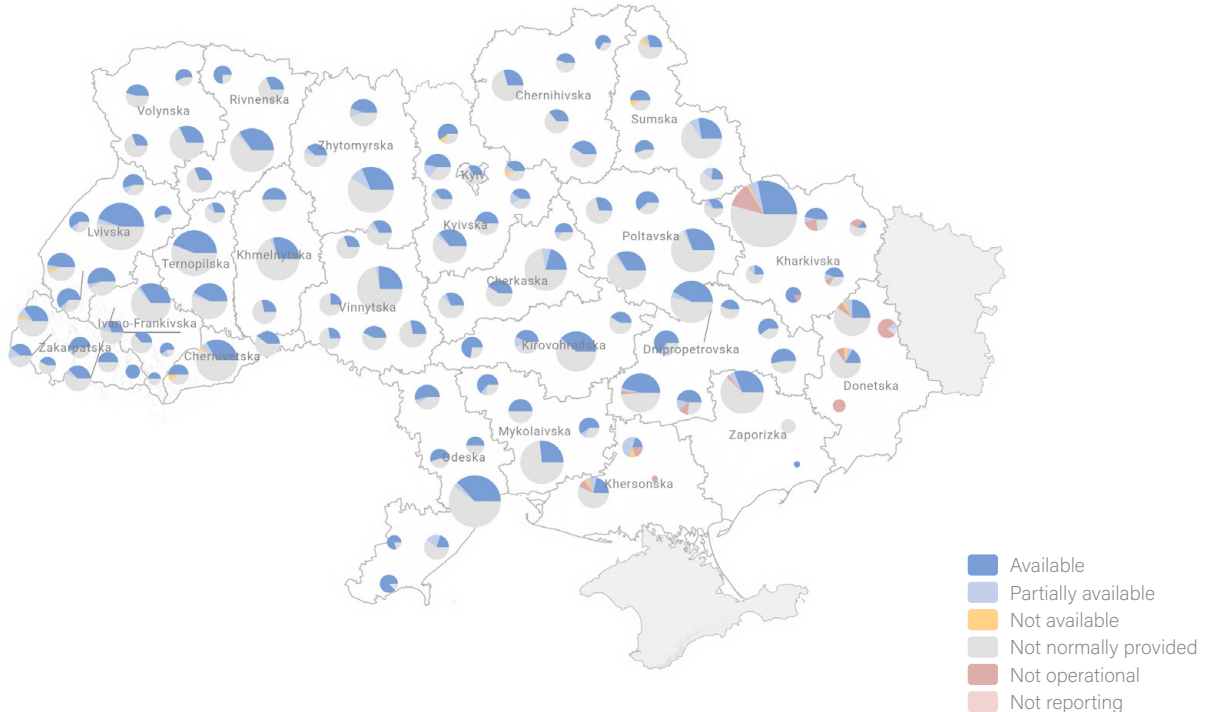 Chernihivska
Rivnenska
Volynska
Sumska
Zhytomyrska
Kyiv
Kyivska
Lvivska
Poltavska
Khmelnytska
Ternopilska
Kharkivska
Cherkaska
Vinnytska
Ivano-Frankivska
Kirovohradska
Dnipropetrovska
Zakarpatska
Chernivetska
Donetska
Mykolaivska
Zaporizka
Odeska
Khersonska
Available
Partially available
Not available
Not normally provided
Not operational
Not reporting